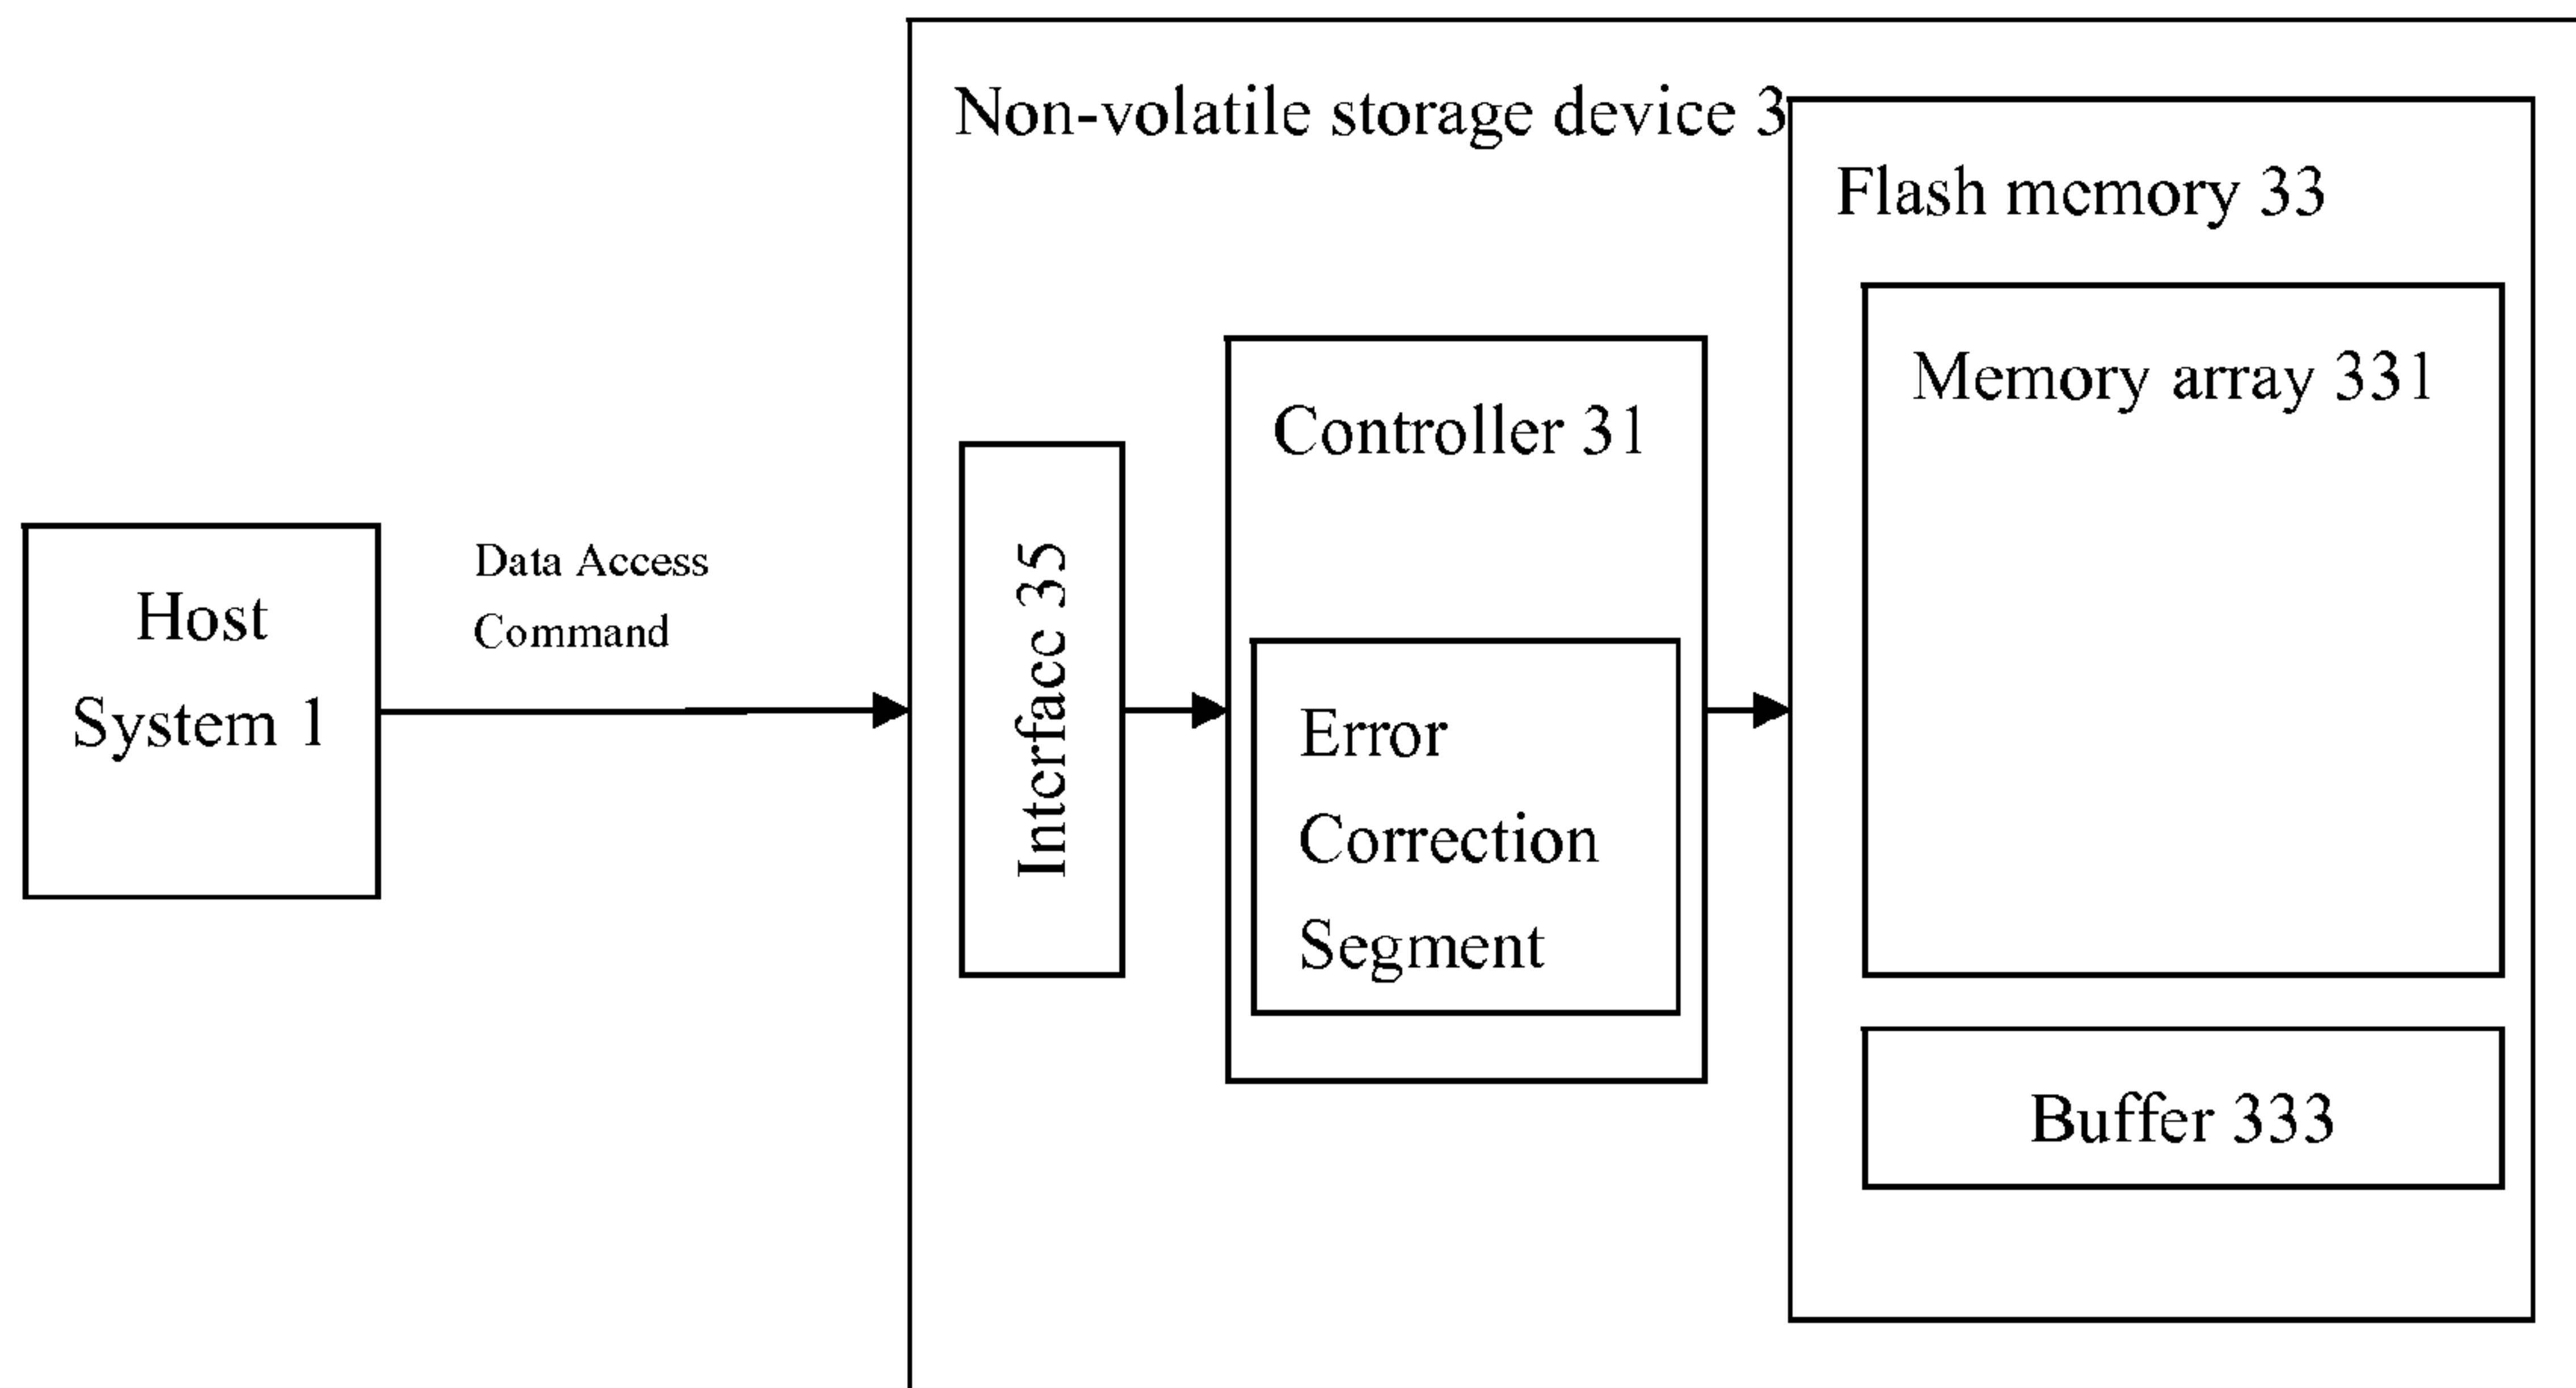 Non-volatile storage device 3
Flash memory 33
Memory array 331
Controller 31
Interface 35
Data Access
Command
Host
System 1
Error
Correction
Segment
Buffer 333